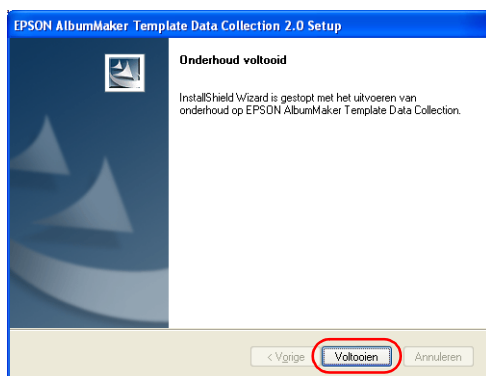 EPSON AlbumMaker Template Data Collection 2.0 Setup
Onderhoud voltooid
InstallShield Wizard is gestopt met het uitvoeren van
onderhoud op EPSON AlbumMaker Template Data Collection.
< Vorige
Voltooien
Annuleren